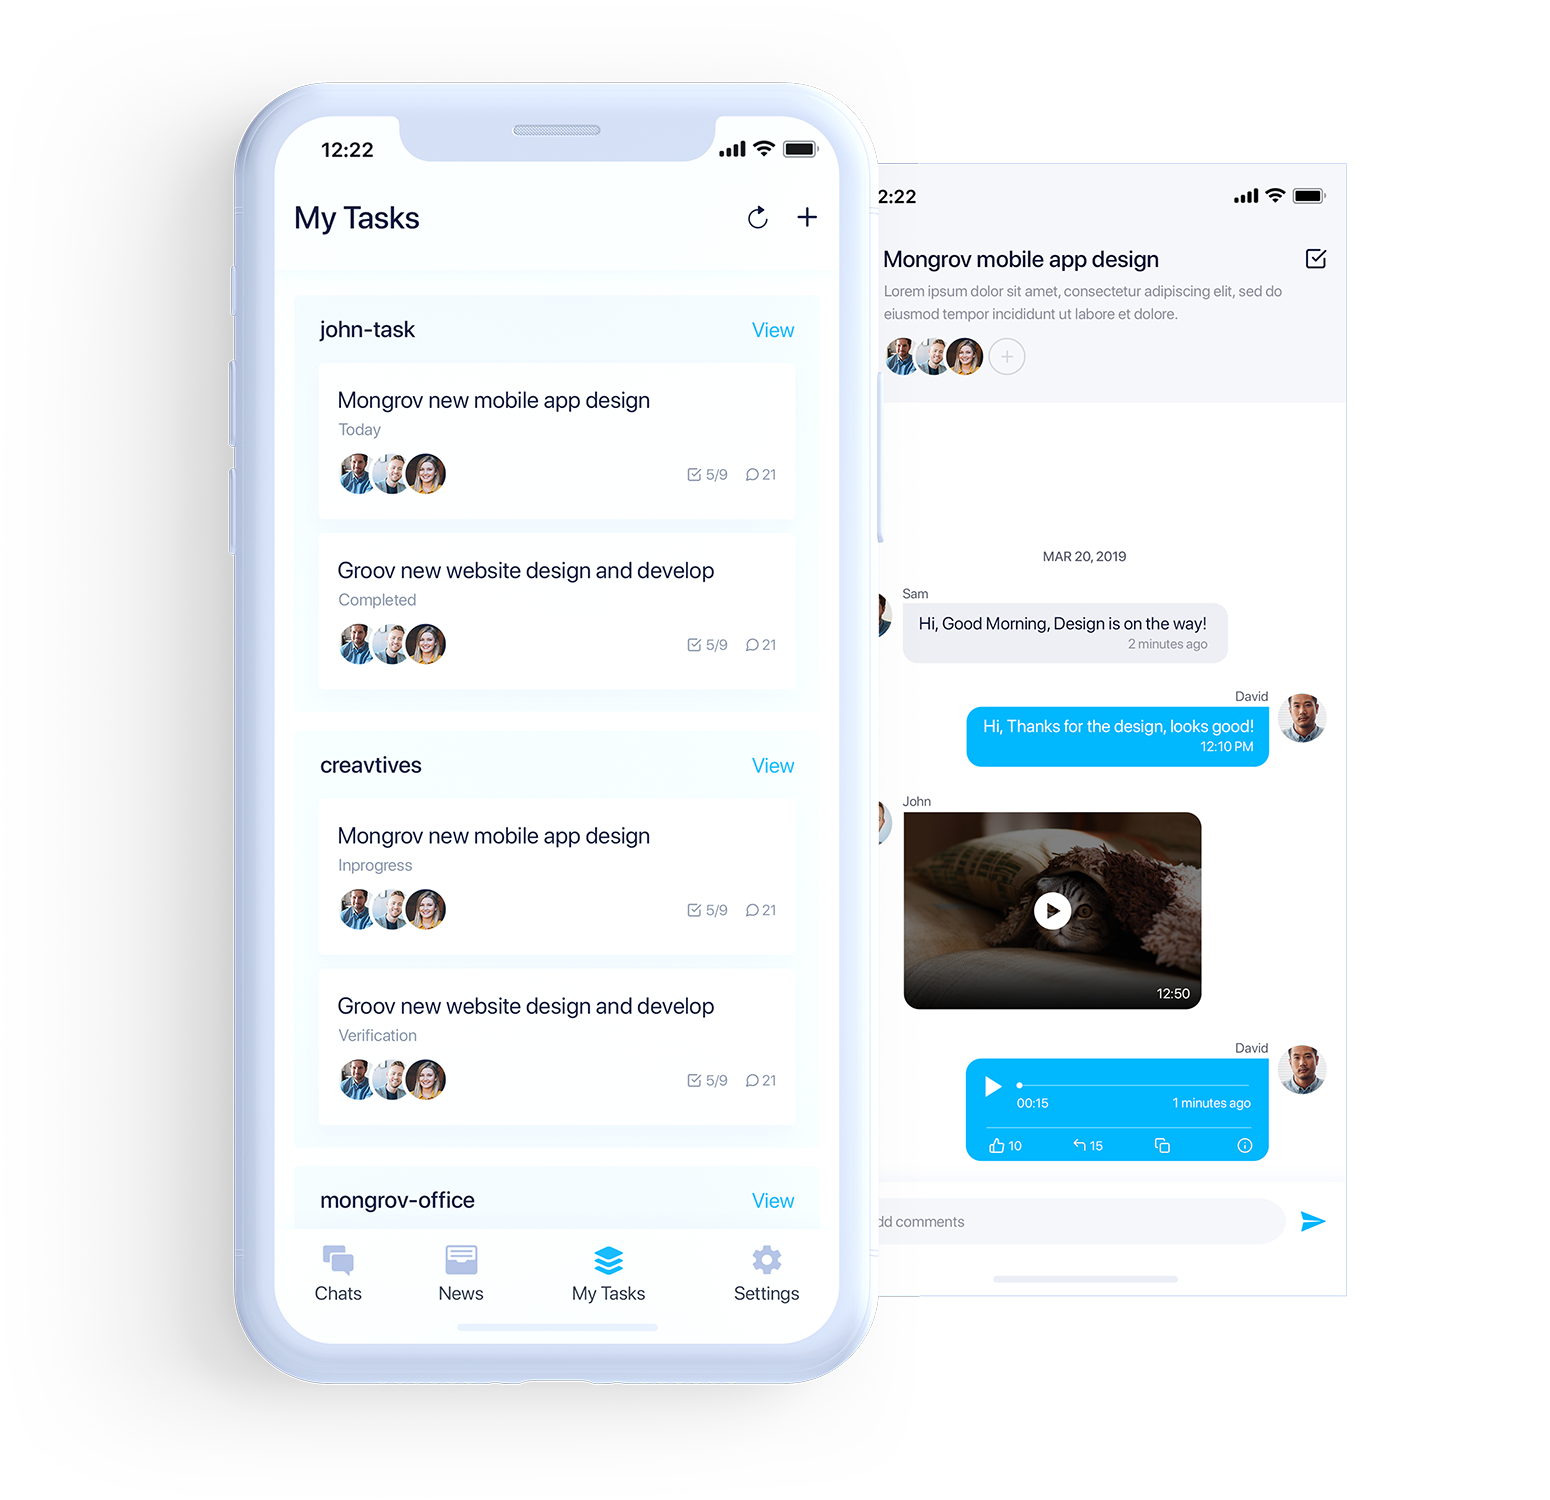 12:22
My Tasks
john-task
View
Mongrov new mobile app design
Today
5/9
21
Groov new website design and develop
Completed
5/9
21
creavtives
View
Mongrov new mobile app design
Inprogress
5/9
21
Groov new website design and develop
Verification
5/9
21
mongrov-office
View
Chats
News
My Tasks
Settings
2:22
Mongrov mobile app design
Lorem ipsum dolor sit amet, consectetur adipiscing elit, sed do
eiusmod tempor incididunt ut labore et dolore.
MAR 20, 2019
Sam
Hi, Good Morning, Design is on the way!
2 minutes ago
David
Hi, Thanks for the design, looks good!
12:10 PM
John
12:50
David
00:15
1 minutes ago
10
15
dd comments